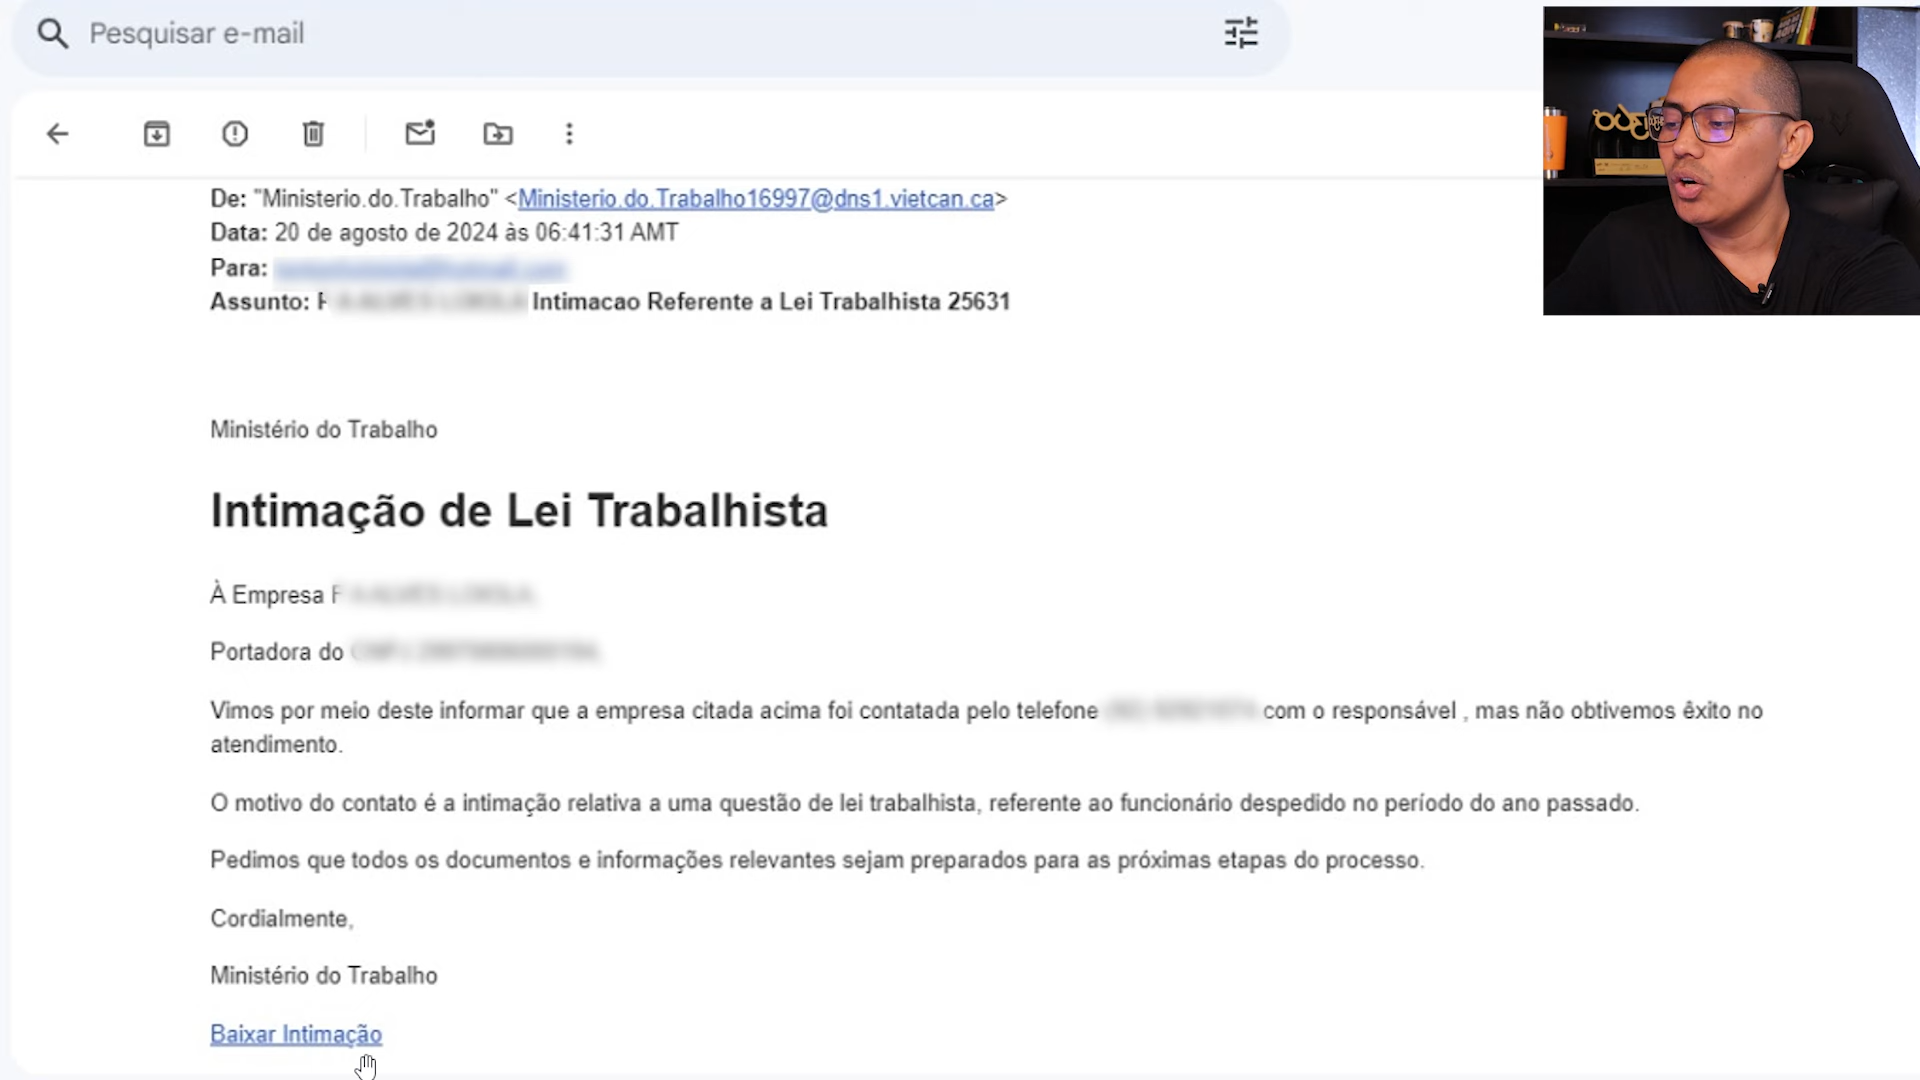 Pesquisar e-mail
De: "Ministerio.do.Trabalho" <Ministerio.do.Trabalho16997@dns1.vietcan.ca>
Data: 20 de agosto de 2024 às 06:41:31 AMT
Para:
Assunto: Intimacao Referente a Lei Trabalhista 25631
Ministério do Trabalho
Intimação de Lei Trabalhista
À Empresa
Portadora do
Vimos por meio deste informar que a empresa citada acima foi contatada pelo telefone com o responsável , mas não obtivemos êxito no
atendimento.
O motivo do contato é a intimação relativa a uma questão de lei trabalhista, referente ao funcionário despedido no período do ano passado.
Pedimos que todos os documentos e informações relevantes sejam preparados para as próximas etapas do processo.
Cordialmente,
Ministério do Trabalho
Baixar Intimação